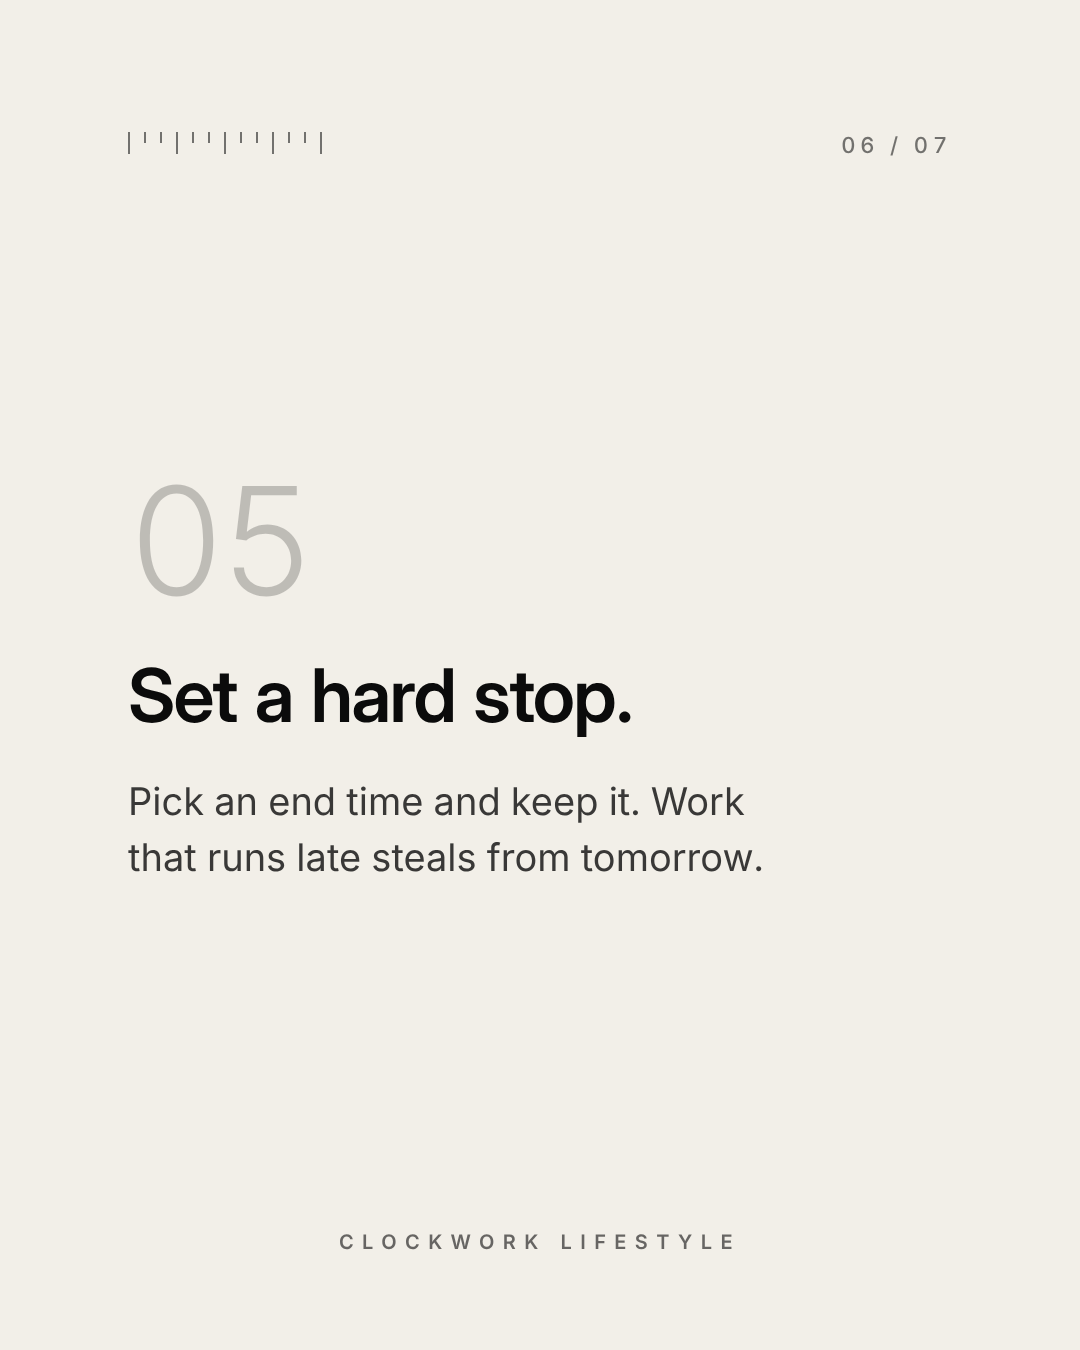 06 / 07
05
Set a hard stop.
Pick an end time and keep it. Work
that runs late steals from tomorrow.
CLOCKWORK LIFESTYLE